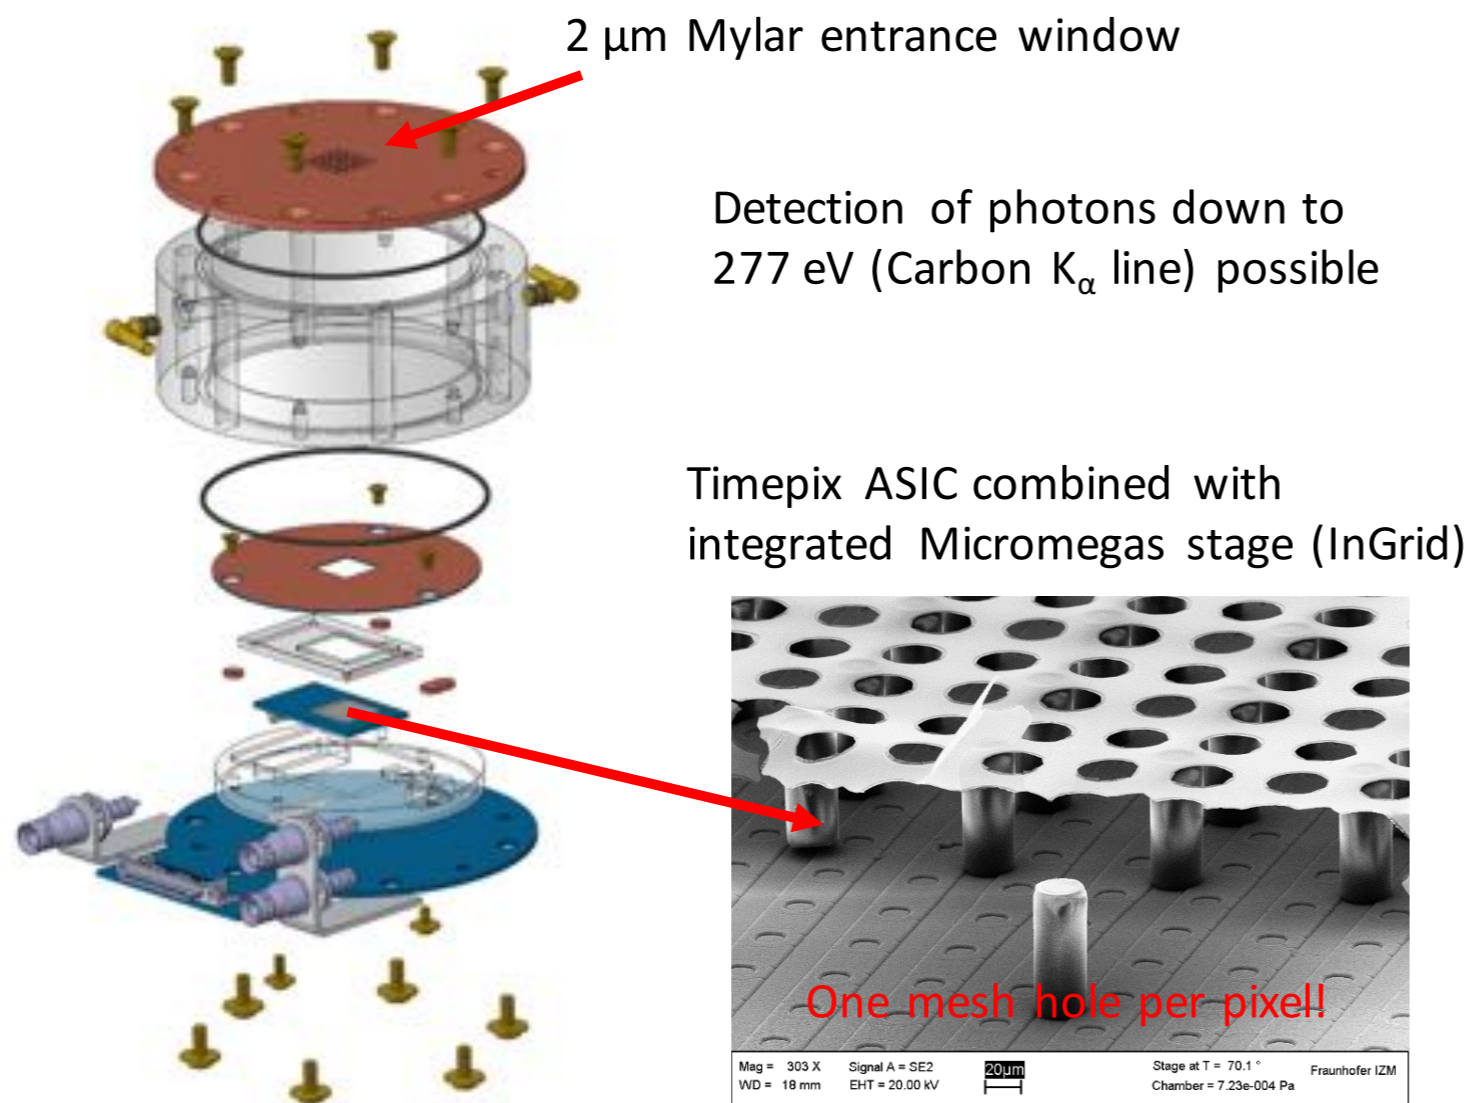 2 µm Mylar entrance window
Detection of photons down to
277 eV (Carbon Kα line) possible
Timepix ASIC combined with
integrated Micromegas stage (InGrid)
One mesh hole per pixel!
Mag = 303 X Signal A = SE2 20µm Stage at T = 70.1 ° Fraunhofer IZM
WD = 18 mm EHT = 20.00 kV Chamber = 7.23e-004 Pa